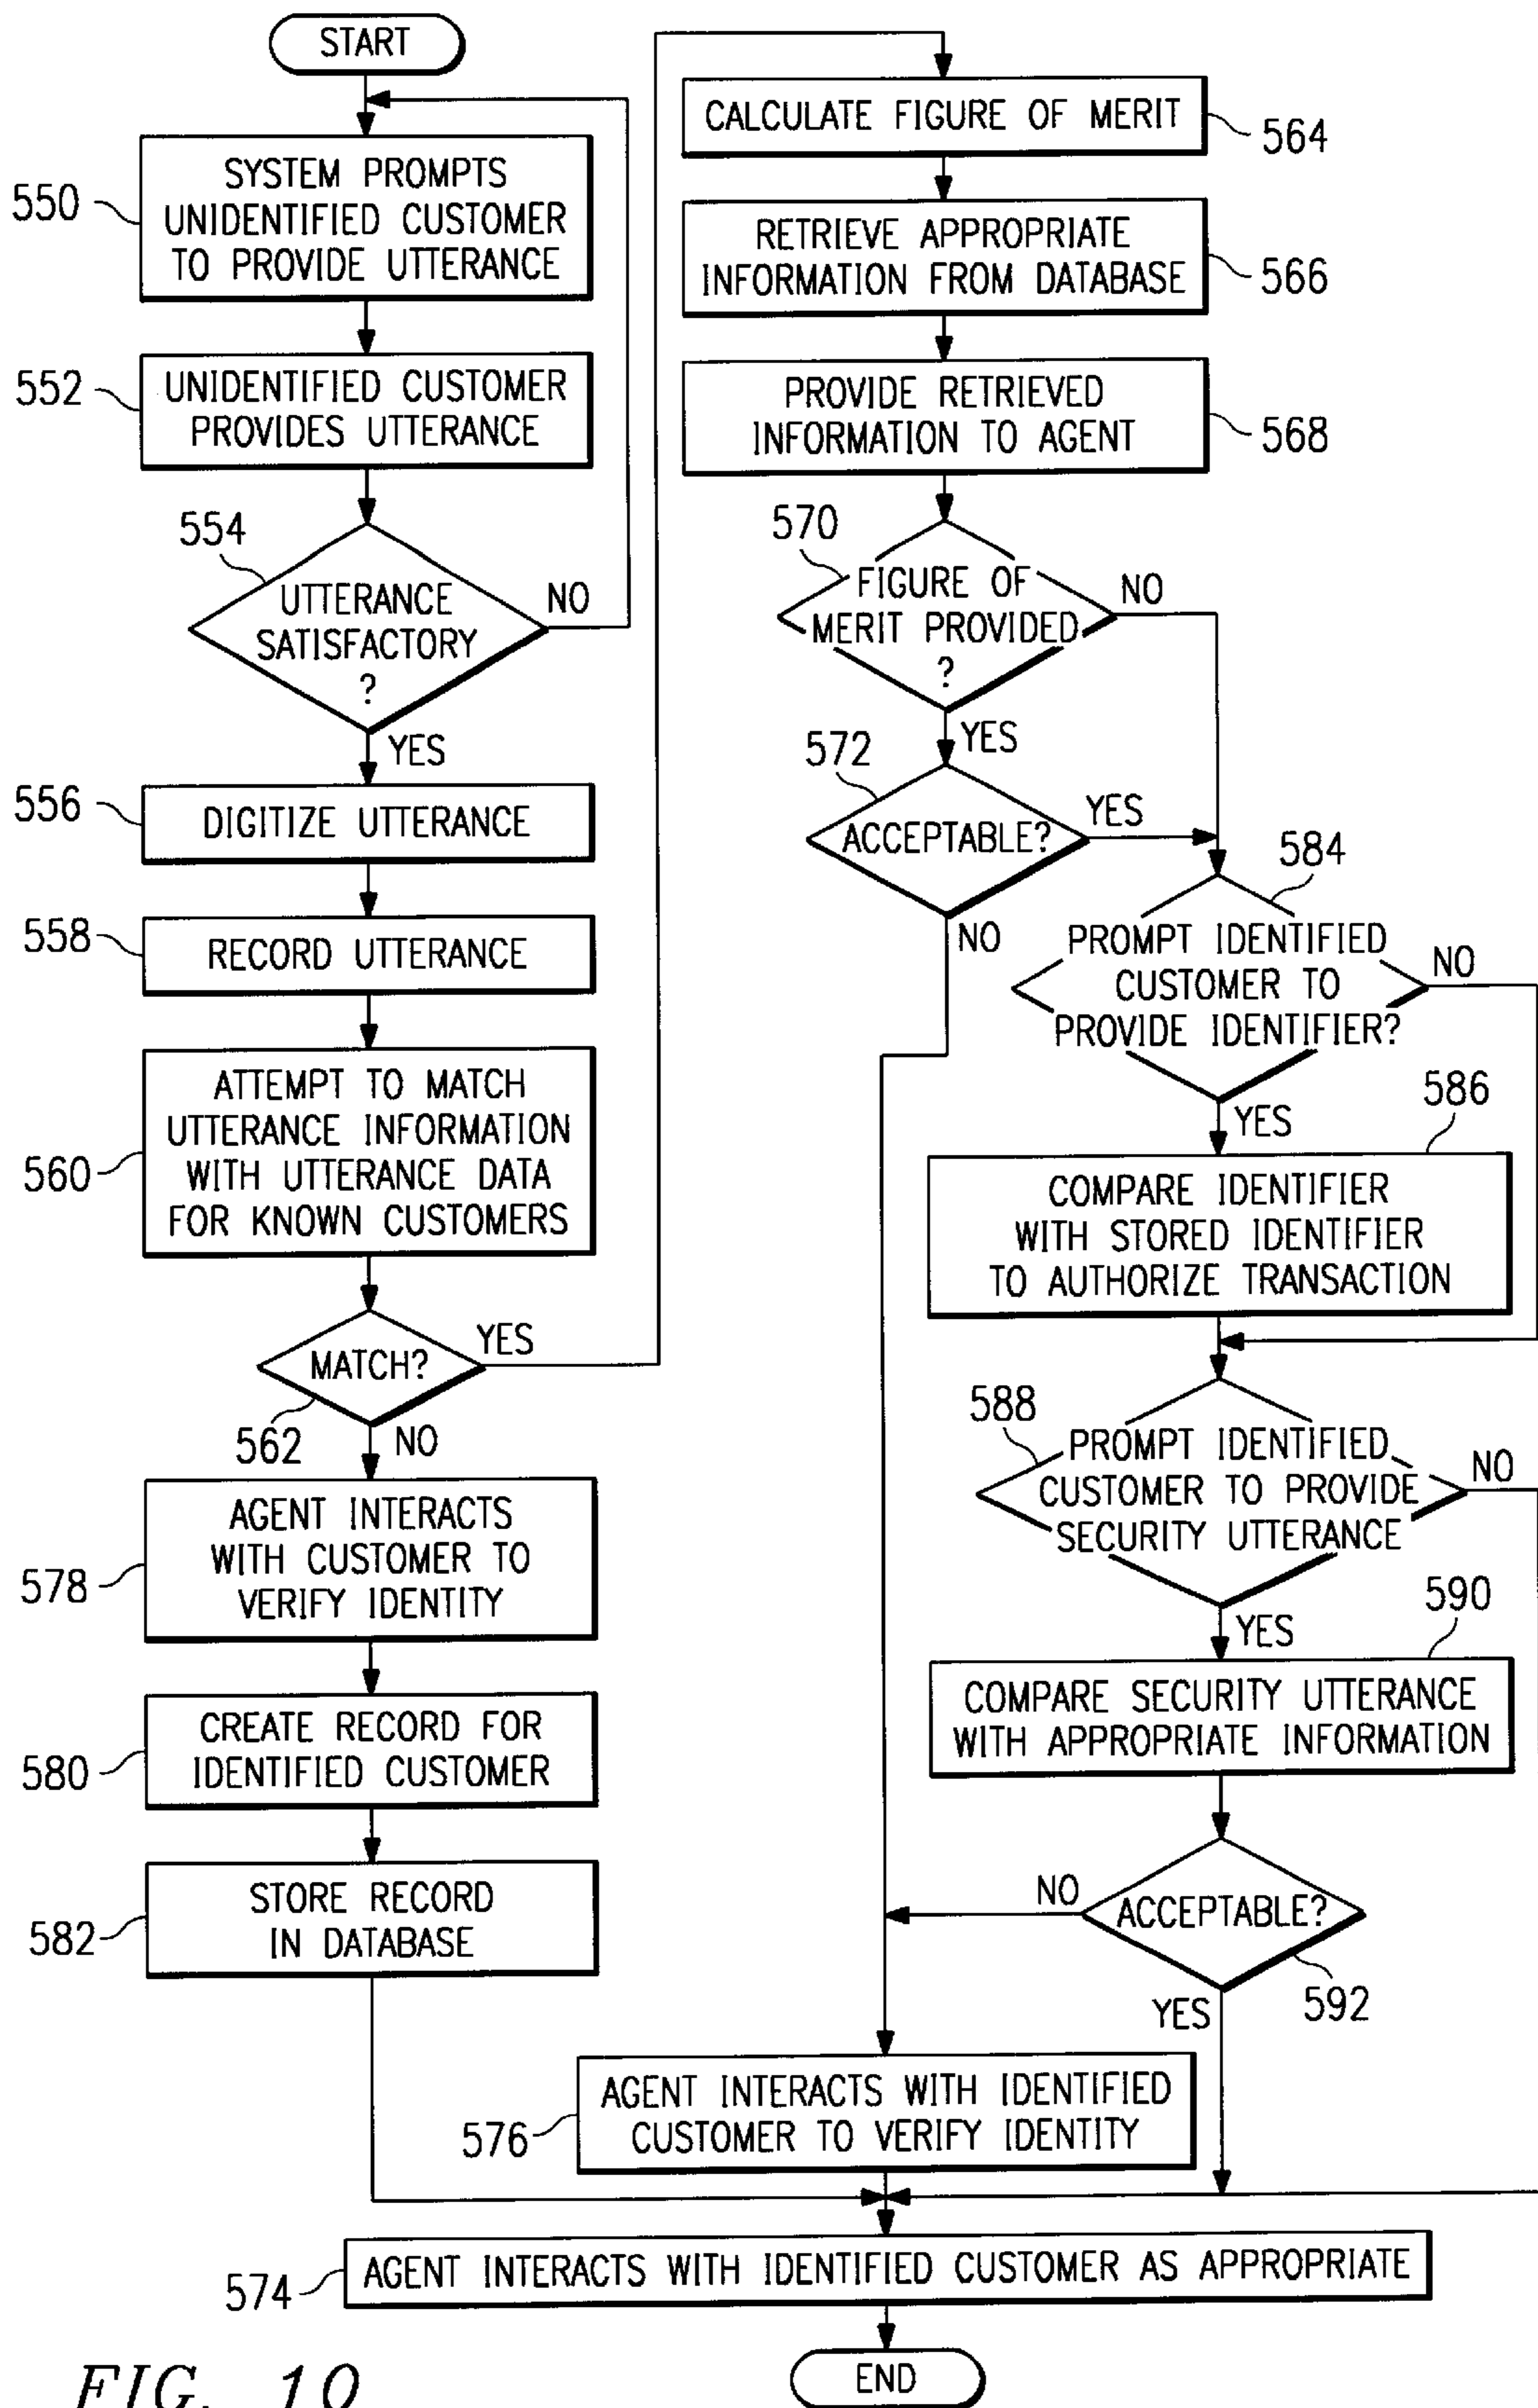 START
550
SYSTEM PROMPTS
UNIDENTIFIED CUSTOMER
TO PROVIDE UTTERANCE
552
UNIDENTIFIED CUSTOMER
PROVIDES UTTERANCE
554
UTTERANCE
SATISFACTORY
?
NO
YES
556
DIGITIZE UTTERANCE
558
RECORD UTTERANCE
560
ATTEMPT TO MATCH
UTTERANCE INFORMATION
WITH UTTERANCE DATA
FOR KNOWN CUSTOMERS
MATCH?
YES
562
NO
578
AGENT INTERACTS
WITH CUSTOMER TO
VERIFY IDENTITY
580
CREATE RECORD FOR
IDENTIFIED CUSTOMER
582
STORE RECORD
IN DATABASE
CALCULATE FIGURE OF MERIT
564
RETRIEVE APPROPRIATE
INFORMATION FROM DATABASE
566
PROVIDE RETRIEVED
INFORMATION TO AGENT
568
570
FIGURE OF
MERIT PROVIDED
?
NO
YES
572
ACCEPTABLE?
YES
NO
584
PROMPT IDENTIFIED
CUSTOMER TO
PROVIDE IDENTIFIER?
NO
YES
586
COMPARE IDENTIFIER
WITH STORED IDENTIFIER
TO AUTHORIZE TRANSACTION
588
PROMPT IDENTIFIED
CUSTOMER TO PROVIDE
SECURITY UTTERANCE
NO
YES
590
COMPARE SECURITY UTTERANCE
WITH APPROPRIATE INFORMATION
NO
ACCEPTABLE?
592
YES
576
AGENT INTERACTS WITH IDENTIFIED
CUSTOMER TO VERIFY IDENTITY
574
AGENT INTERACTS WITH IDENTIFIED CUSTOMER AS APPROPRIATE
END
FIG. 10